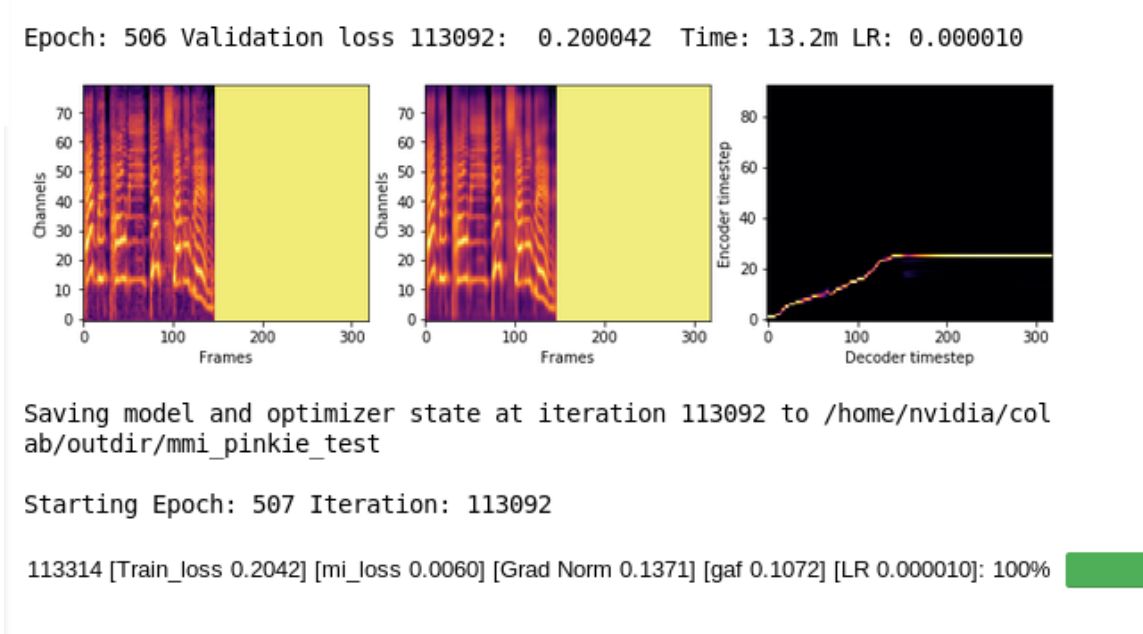 Epoch: 506 Validation loss 113092:  0.200042  Time: 13.2m LR: 0.000010
70
60
50
40
30
20
10
0
Channels
0 100 200 300
Frames
70
60
50
40
30
20
10
0
Channels
0 100 200 300
Frames
80
60
40
20
0
Encoder timestep
0 100 200 300
Decoder timestep
Saving model and optimizer state at iteration 113092 to /home/nvidia/col
ab/outdir/mmi_pinkie_test
Starting Epoch: 507 Iteration: 113092
113314 [Train_loss 0.2042] [mi_loss 0.0060] [Grad Norm 0.1371] [gaf 0.1072] [LR 0.000010]: 100%